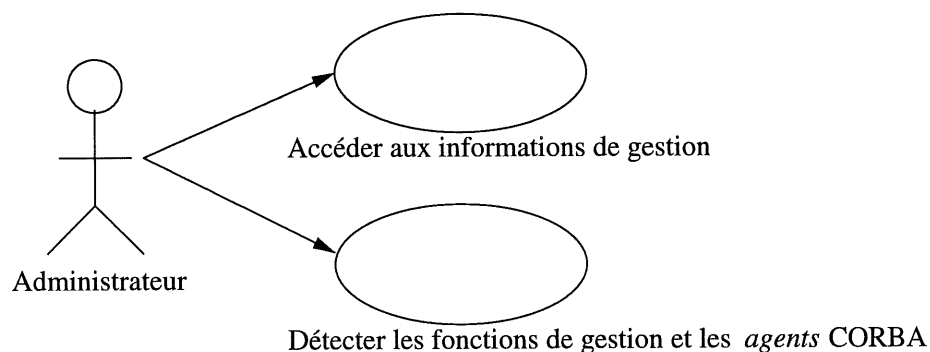 Accéder aux informations de gestion
Administrateur
Détecter les fonctions de gestion et les agents CORBA